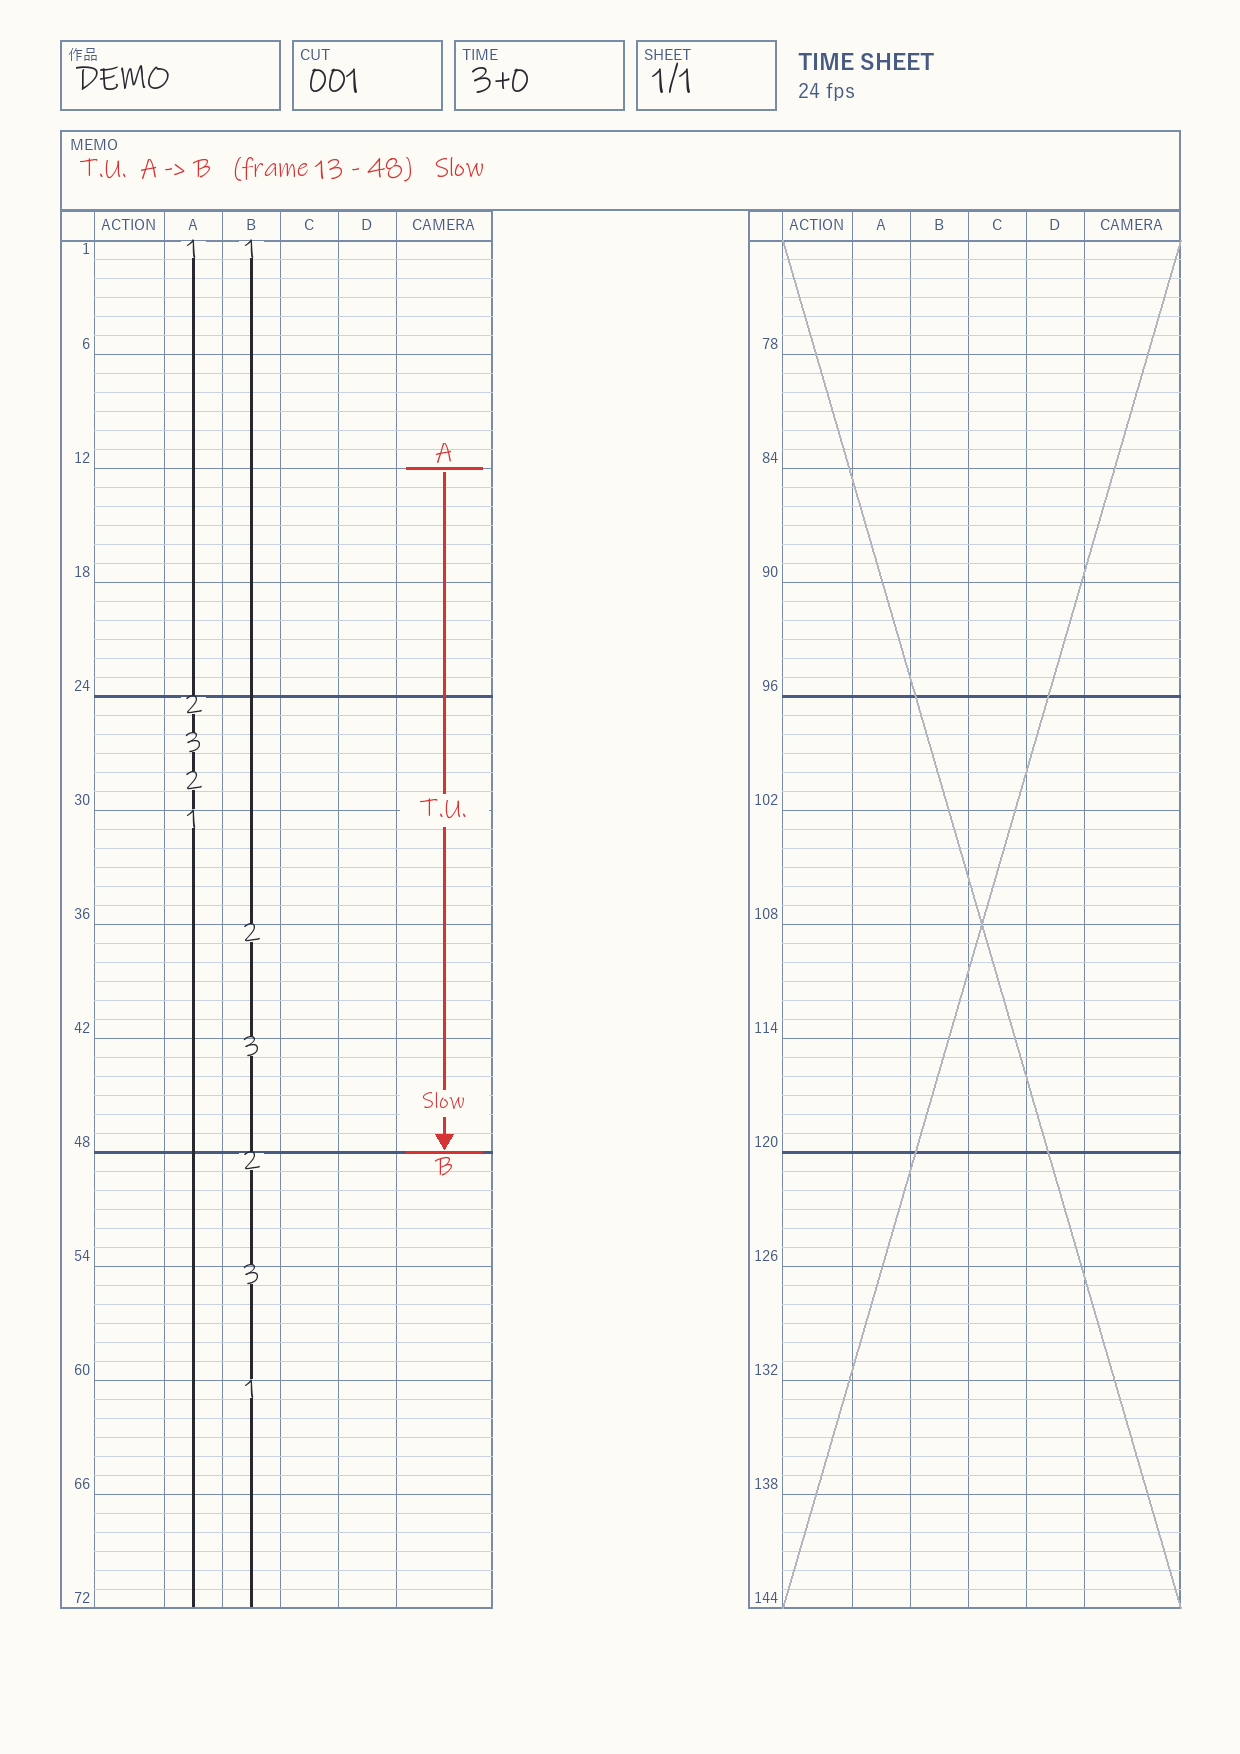 作品 CUT TIME SHEET TIME SHEET
DEMO 001 3+0 1/1 24 fps
MEMO
T.U. A -> B (frame 13 - 48) Slow
ACTION A B C D CAMERA ACTION A B C D CAMERA
1 1 1
6 78
A
12 84
18 90
24 96
2
3
2
30 T.U. 102
1
36 108
2
42 114
3
Slow
48 120
2 B
54 126
3
60 132
1
66 138
72 144